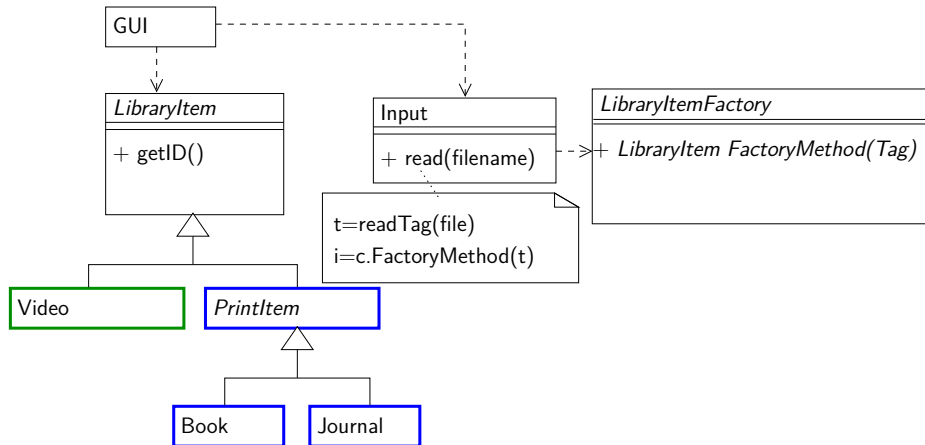 GUI
LibraryItem
+ getID()
Input
+ read(filename)
LibraryItemFactory
+ LibraryItem FactoryMethod(Tag)
t=readTag(file)
i=c.FactoryMethod(t)
Video
PrintItem
Book
Journal